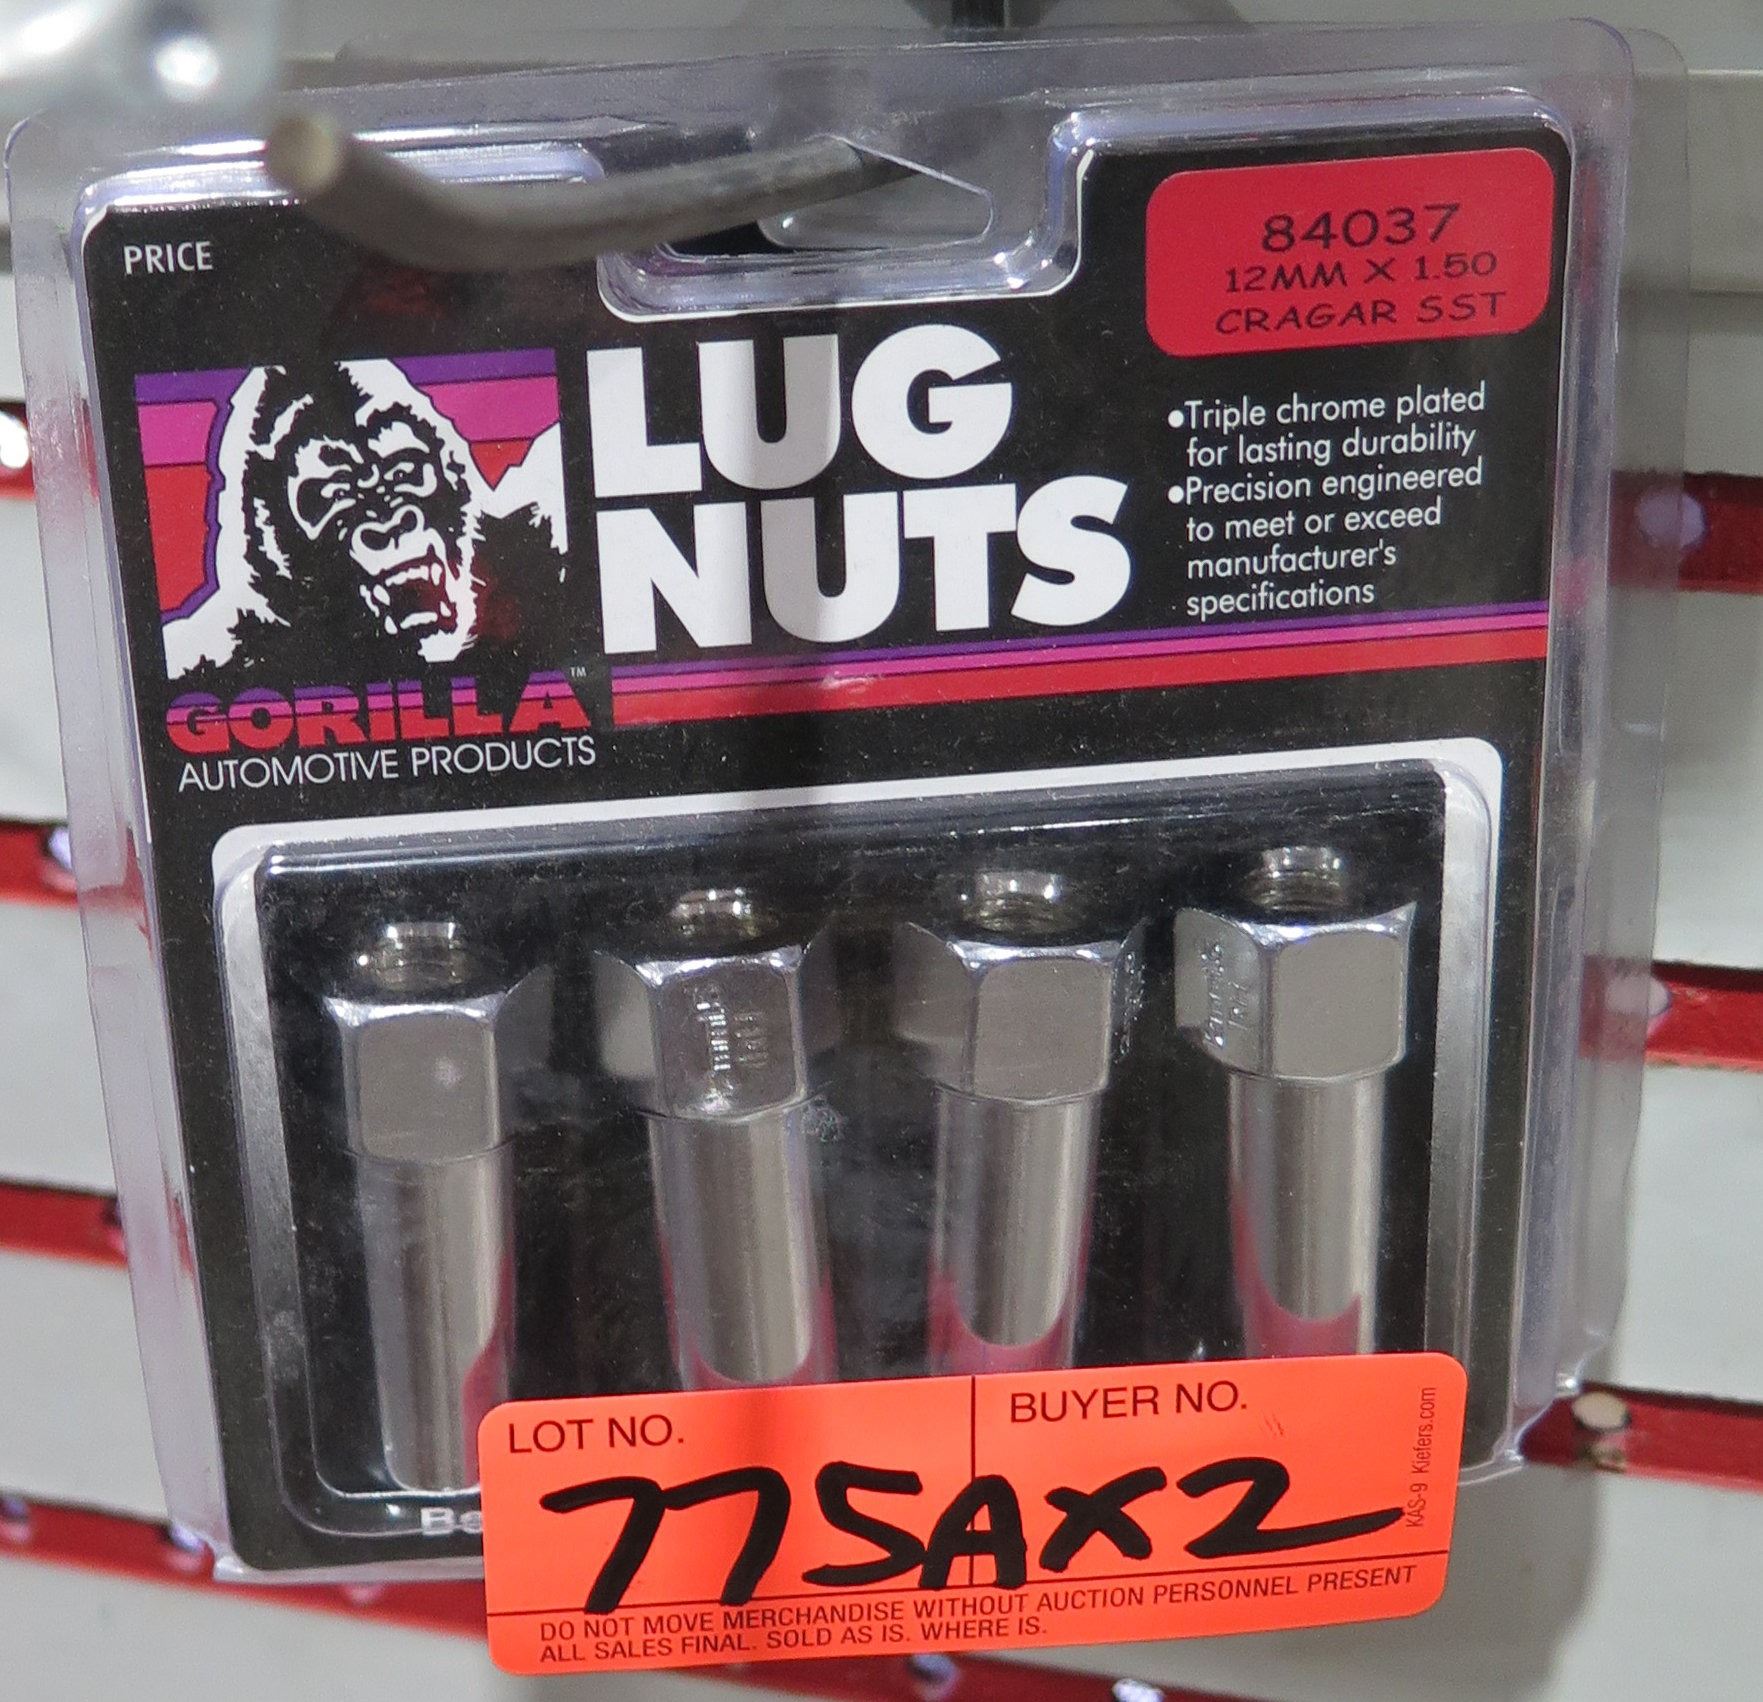 PRICE
84037
12MM X 1.50
CRAGAR SST
LUG
NUTS
•Triple chrome plated
for lasting durability
•Precision engineered
to meet or exceed
manufacturer's
specifications
GORILLA™
AUTOMOTIVE PRODUCTS
LOT NO.
BUYER NO.
775AX2
KAS-9 Kiefers.com
DO NOT MOVE MERCHANDISE WITHOUT AUCTION PERSONNEL PRESENT
ALL SALES FINAL. SOLD AS IS. WHERE IS.